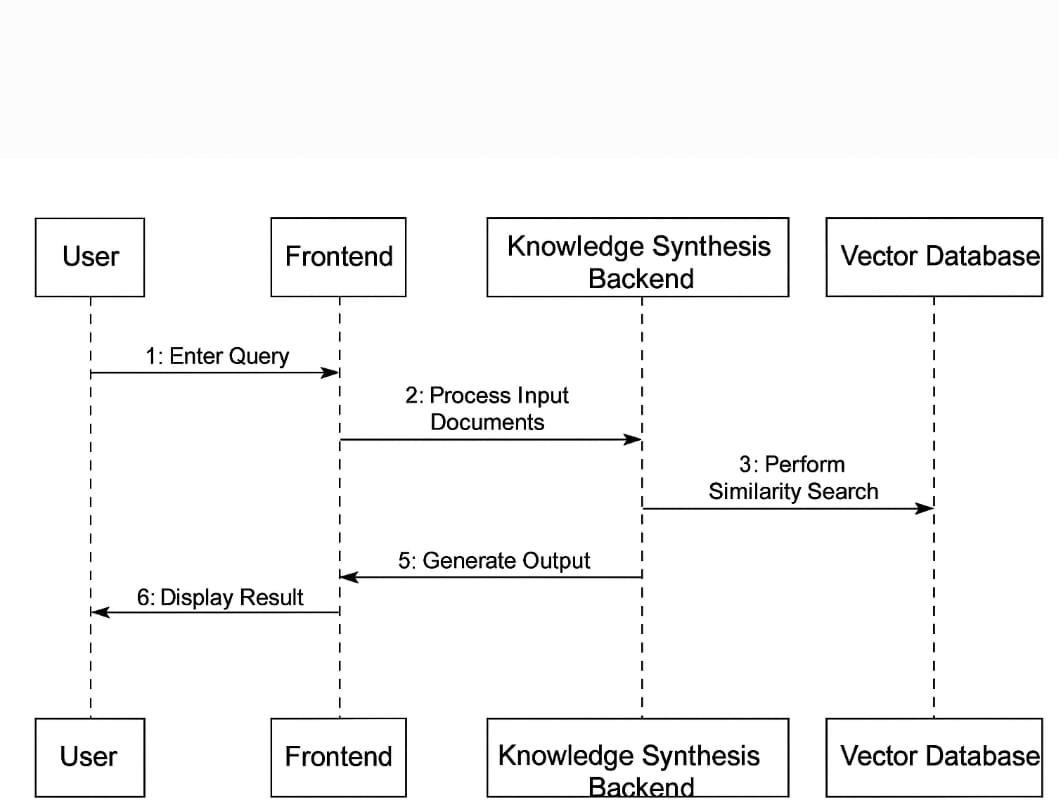 User
Frontend
Knowledge Synthesis
Backend
Vector Database
1: Enter Query
2: Process Input
Documents
3: Perform
Similarity Search
5: Generate Output
6: Display Result
User
Frontend
Knowledge Synthesis
Backend
Vector Database